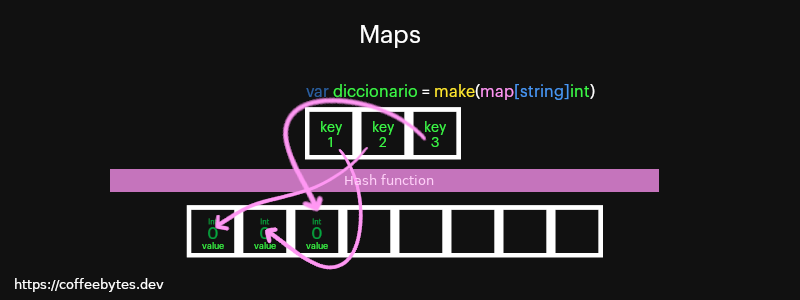 Maps
var diccionario = make(map[string]int)
key key key
1 2 3
Hash function
Int Int Int
0 0 0
value value value
https://coffeebytes.dev